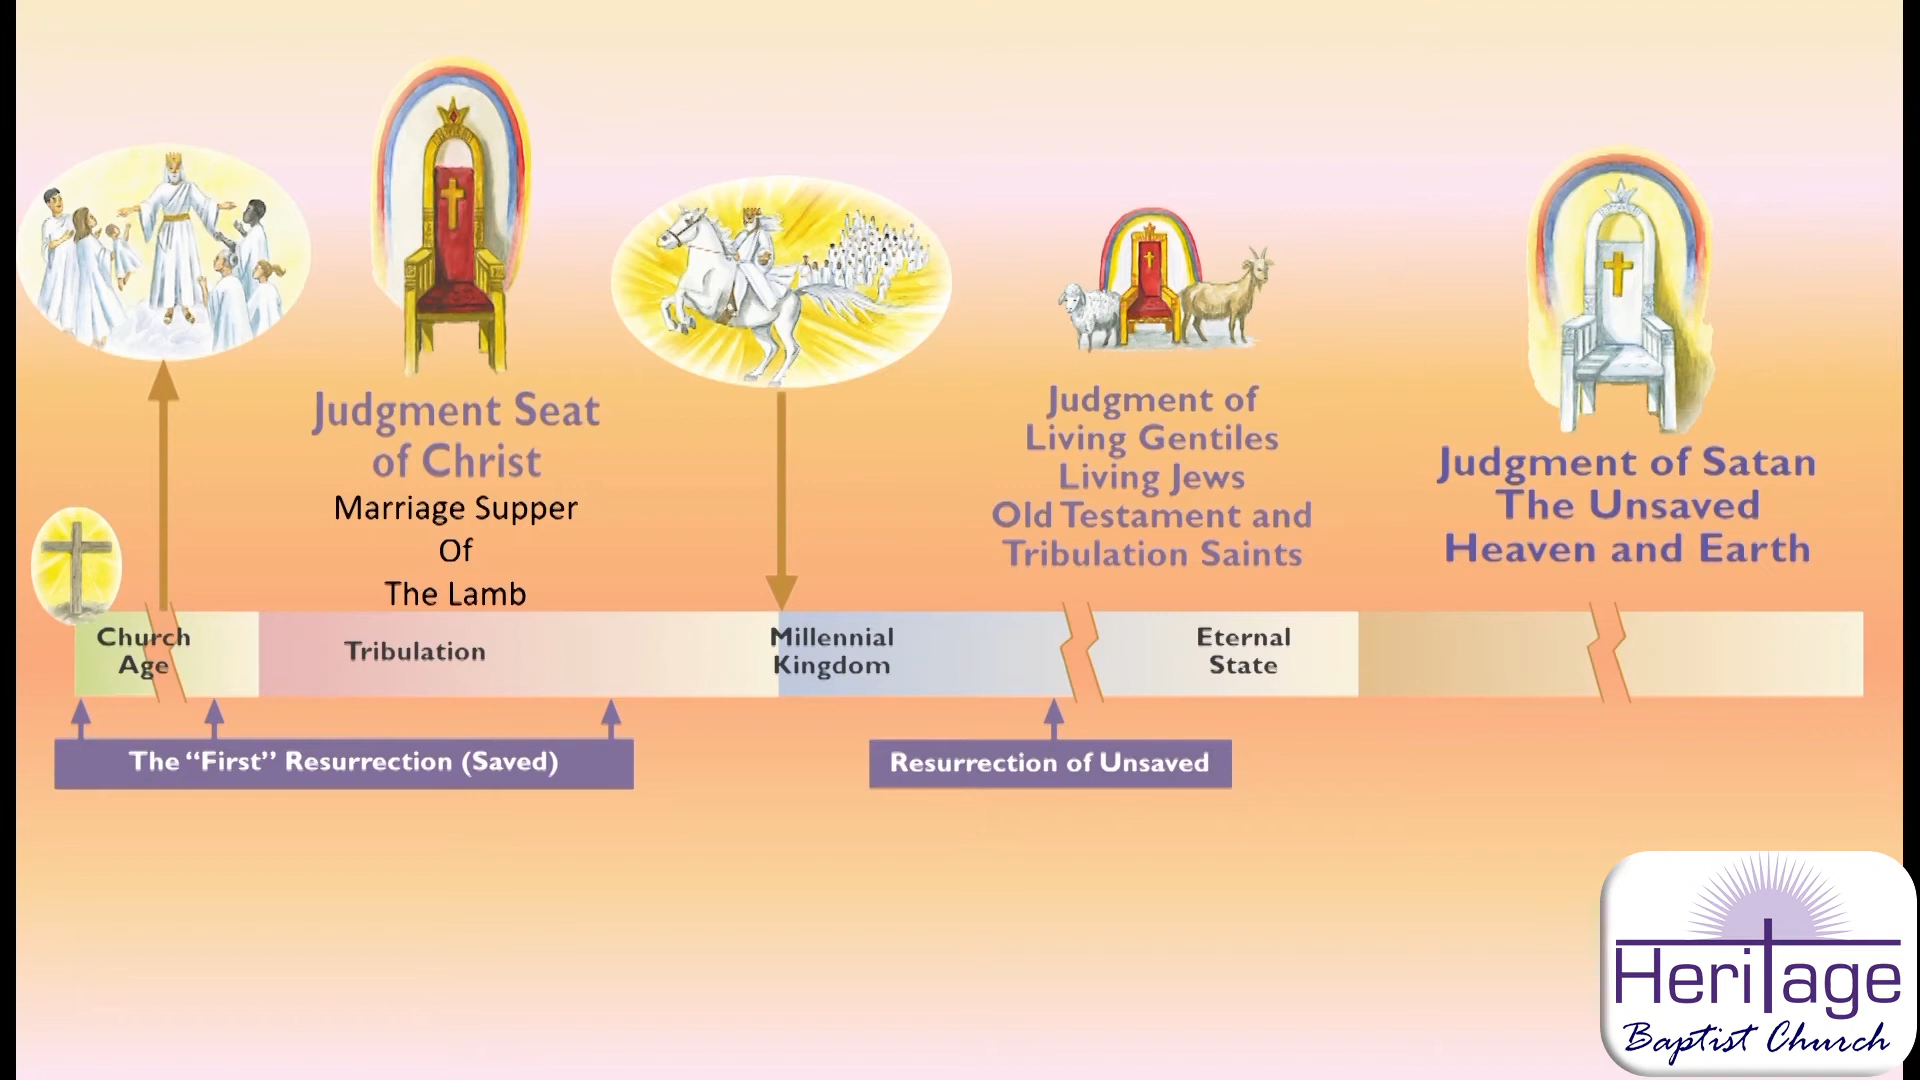 Judgment Seat
of Christ
Marriage Supper
Of
The Lamb
Judgment of
Living Gentiles
Living Jews
Old Testament and
Tribulation Saints
Judgment of Satan
The Unsaved
Heaven and Earth
Church
Age
Tribulation
Millennial
Kingdom
Eternal
State
The “First” Resurrection (Saved)
Resurrection of Unsaved
Heritage
Baptist Church